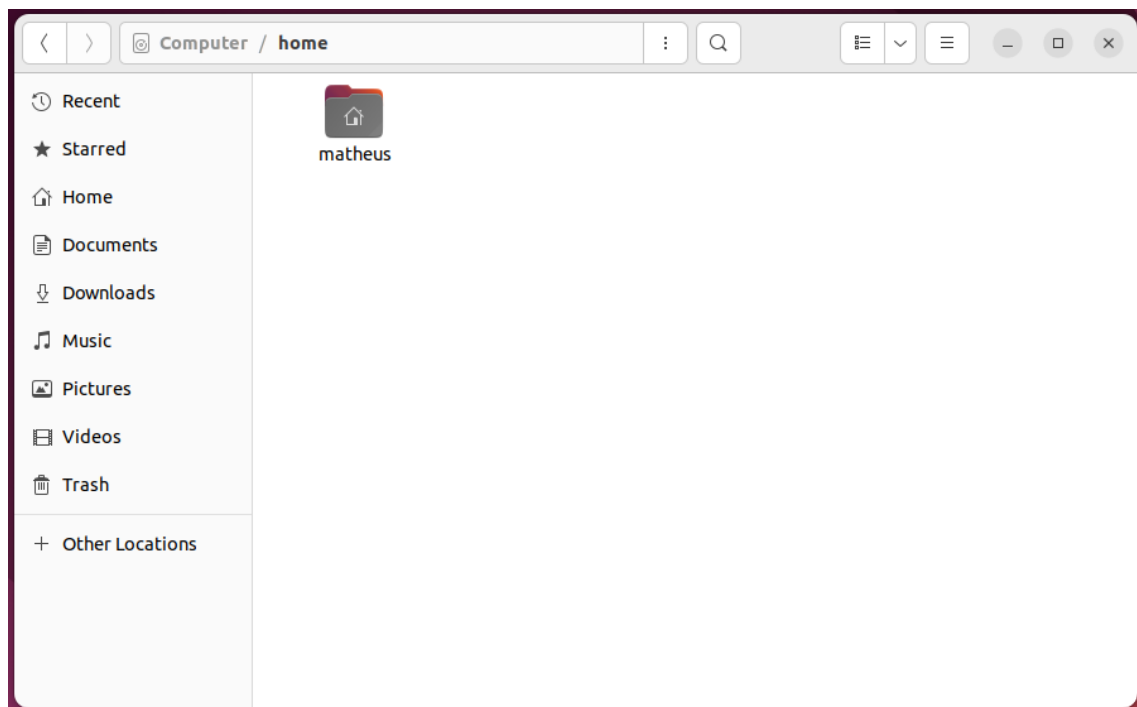 Computer / home
Recent
Starred
Home
Documents
Downloads
Music
Pictures
Videos
Trash
Other Locations
matheus